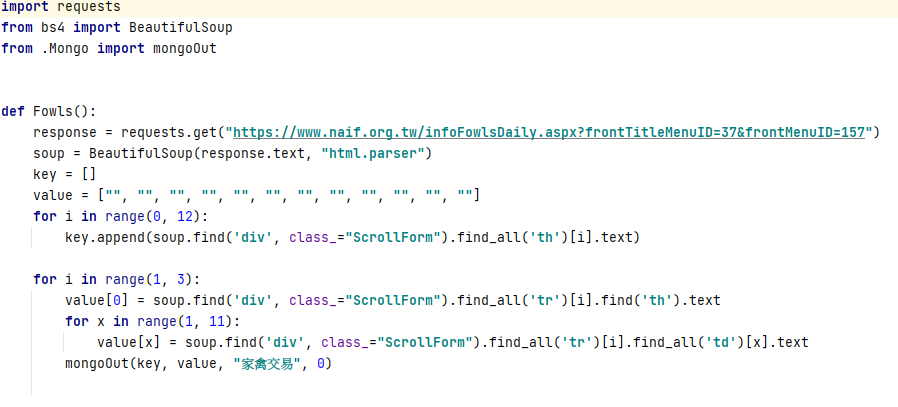 import requests
from bs4 import BeautifulSoup
from .Mongo import mongoOut
def Fowls():
response = requests.get("https://www.naif.org.tw/infoFowlsDaily.aspx?frontTitleMenuID=37&frontMenuID=157")
soup = BeautifulSoup(response.text, "html.parser")
key = []
value = ["", "", "", "", "", "", "", "", "", "", "", ""]
for i in range(0, 12):
key.append(soup.find('div', class_="ScrollForm").find_all('th')[i].text)
for i in range(1, 3):
value[0] = soup.find('div', class_="ScrollForm").find_all('tr')[i].find('th').text
for x in range(1, 11):
value[x] = soup.find('div', class_="ScrollForm").find_all('tr')[i].find_all('td')[x].text
mongoOut(key, value, "家禽交易", 0)